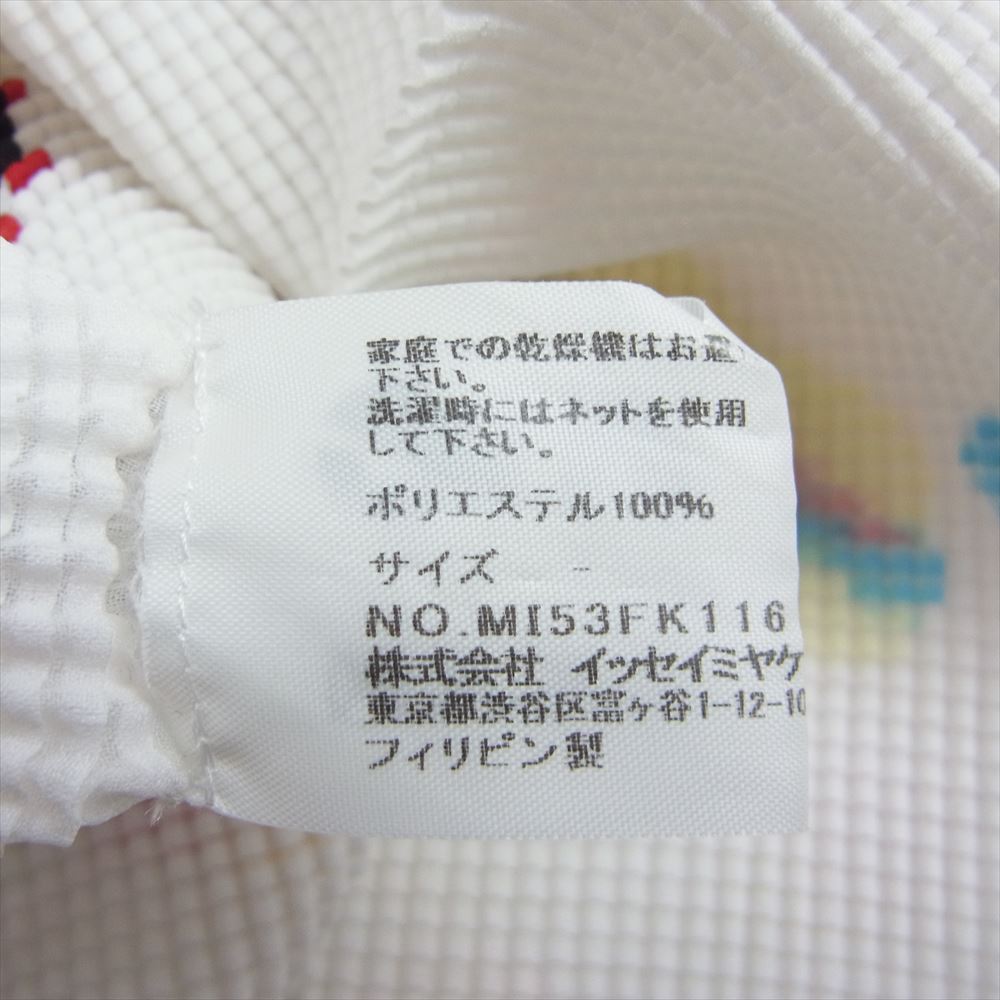 家庭での乾燥機はお避
下さい。
洗濯時にはネットを使用
して下さい。
ポリエステル100%
サイズ -
NO.MI53FK116
株式会社 イッセイミヤケ
東京都渋谷区富ヶ谷1-12-10
フィリピン製